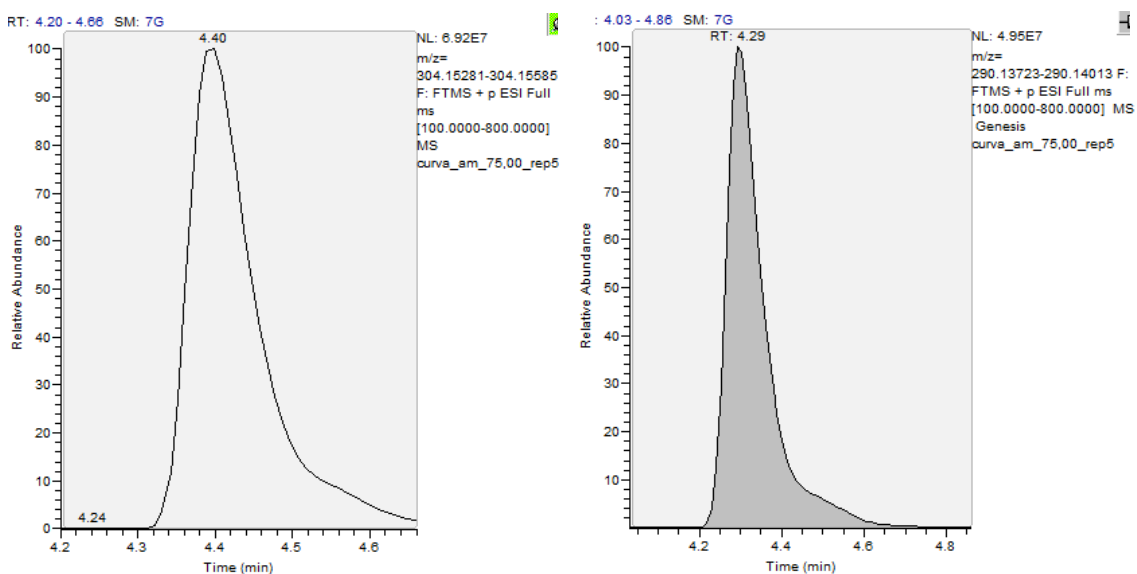 RT: 4.20 - 4.66 SM: 7G
4.40
NL: 6.92E7
m/z=
304.15281-304.15585
F: FTMS + p ESI Full
ms
[100.0000-800.0000]
MS
curva_am_75,00_rep5
100
90
80
70
60
50
40
30
20
10
0
Relative Abundance
4.24
4.2
4.3
4.4
4.5
4.6
Time (min)
: 4.03 - 4.86 SM: 7G
RT: 4.29
NL: 4.95E7
m/z=
290.13723-290.14013 F:
FTMS + p ESI Full ms
[100.0000-800.0000] MS
Genesis
curva_am_75,00_rep5
100
90
80
70
60
50
40
30
20
10
Relative Abundance
4.2
4.4
4.6
4.8
Time (min)